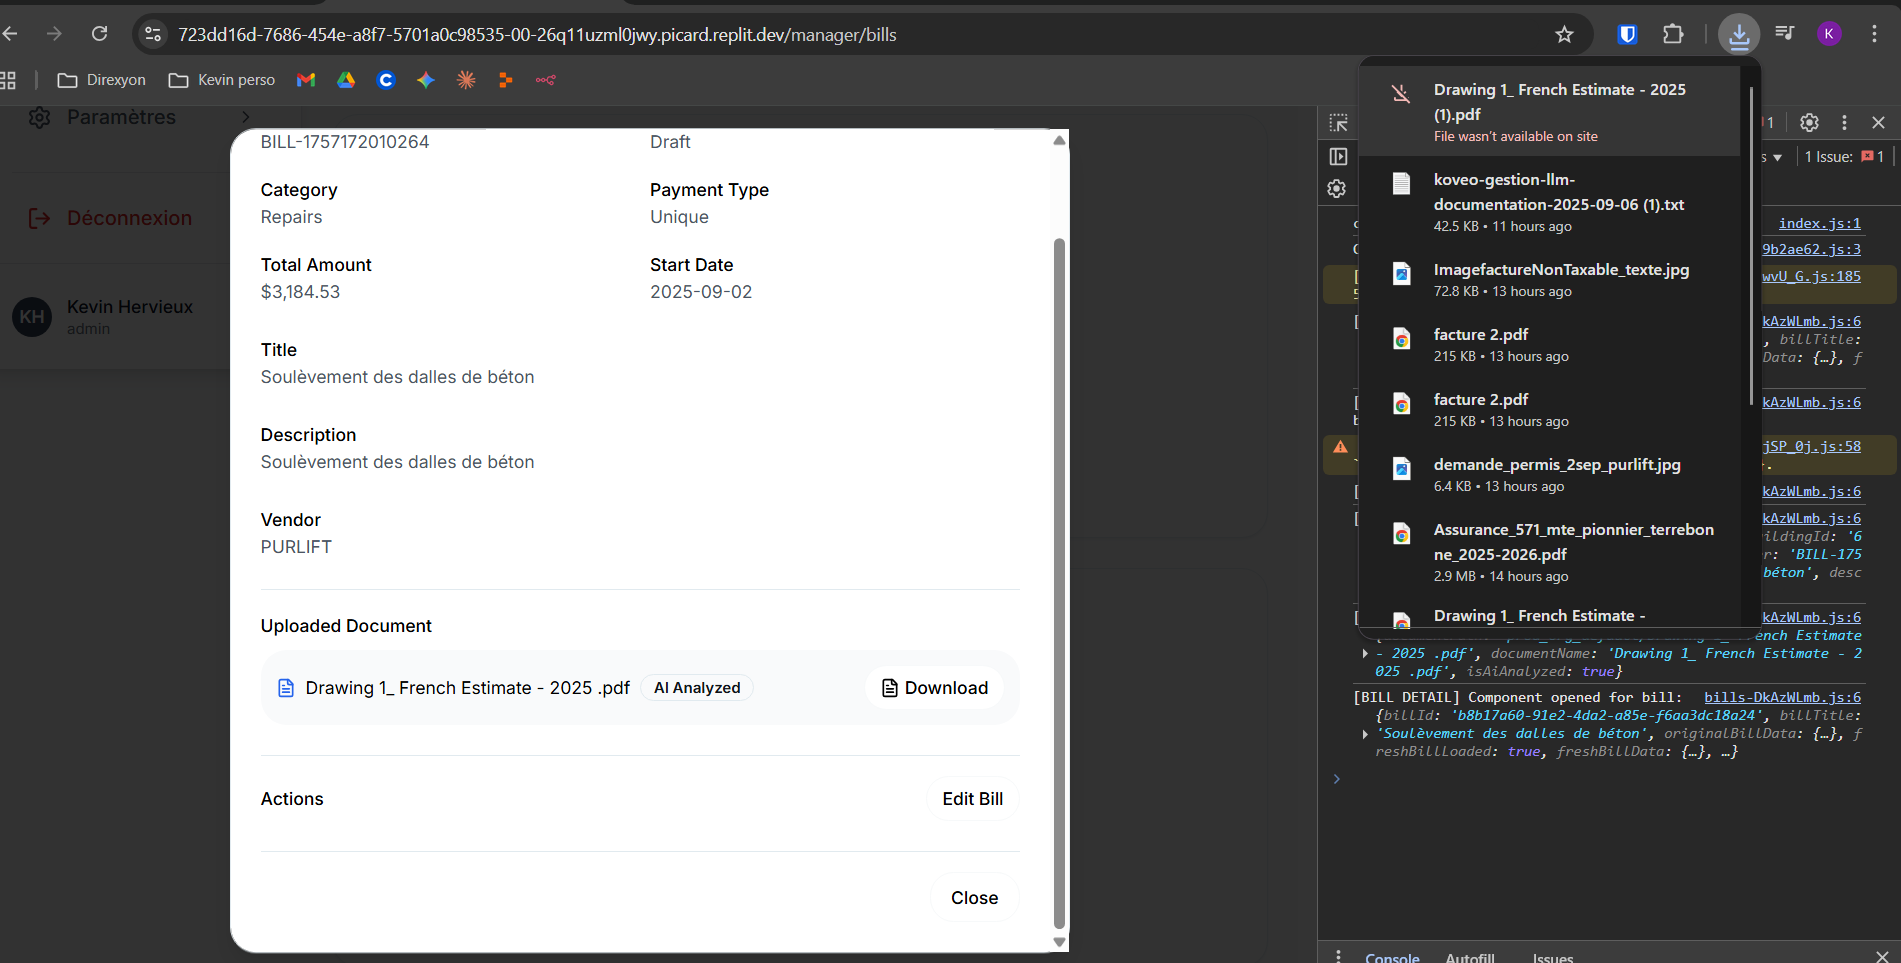 723dd16d-7686-454e-a8f7-5701a0c98535-00-26q11uzml0jwy.picard.replit.dev/manager/bills
K
Direxyon
Kevin perso
Paramètres
Déconnexion
KH
Kevin Hervieux
admin
BILL-1757172010264
Draft
Category
Payment Type
Repairs
Unique
Total Amount
Start Date
$3,184.53
2025-09-02
Title
Soulèvement des dalles de béton
Description
Soulèvement des dalles de béton
Vendor
PURLIFT
Uploaded Document
Drawing 1_ French Estimate - 2025 .pdf
AI Analyzed
Download
Actions
Edit Bill
Close
Drawing 1_ French Estimate - 2025
(1).pdf
File wasn't available on site
koveo-gestion-llm-
documentation-2025-09-06 (1).txt
42.5 KB • 11 hours ago
ImagefactureNonTaxable_texte.jpg
72.8 KB • 13 hours ago
facture 2.pdf
215 KB • 13 hours ago
facture 2.pdf
215 KB • 13 hours ago
demande_permis_2sep_purlift.jpg
6.4 KB • 13 hours ago
Assurance_571_mte_pionnier_terrebon
ne_2025-2026.pdf
2.9 MB • 14 hours ago
Drawing 1_ French Estimate -
1
s
1 Issue: 1
index.js:1
9b2ae62.js:3
wvU_G.js:185
kAzWLmb.js:6
, billTitle:
Data: {…}, f
kAzWLmb.js:6
jSP_0j.js:58
kAzWLmb.js:6
kAzWLmb.js:6
ildingId: '6
r: 'BILL-175
béton', desc
kAzWLmb.js:6
ench Estimate
- 2025 .pdf', documentName: 'Drawing 1_ French Estimate - 2
025 .pdf', isAiAnalyzed: true}
[BILL DETAIL] Component opened for bill: bills-DkAzWLmb.js:6
{billId: 'b8b17a60-91e2-4da2-a85e-f6aa3dc18a24', billTitle:
'Soulèvement des dalles de béton', originalBillData: {…}, f
reshBillLoaded: true, freshBillData: {…}, …}
Console
Autofill
Issues